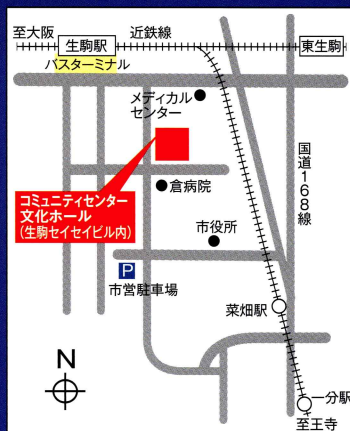 至大阪
生駒駅
近鉄線
東生駒
バスターミナル
メディカル
センター
国道168線
倉病院
コミュニティセンター
文化ホール
(生駒セイセイビル内)
市役所
P
市営駐車場
菜畑駅
N
一分駅
至王寺